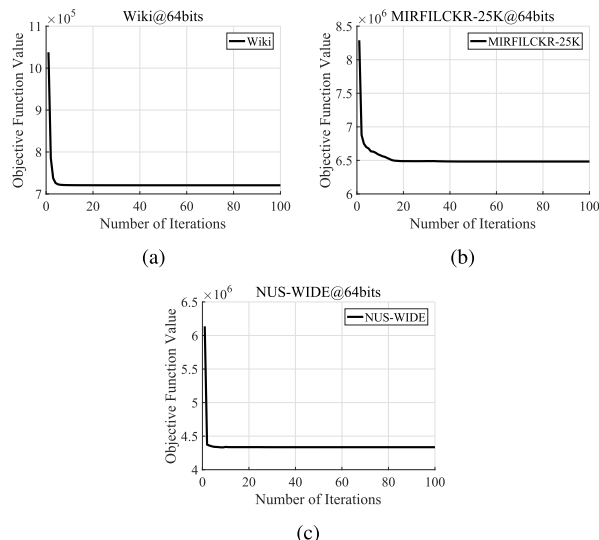 Wiki@64bits
×10^5
11
10
9
8
7
0
20
40
60
80
100
Objective Function Value
Number of Iterations
Wiki
(a)
MIRFILCKR-25K@64bits
×10^6
8.5
8
7.5
7
6.5
6
0
20
40
60
80
100
Objective Function Value
Number of Iterations
MIRFILCKR-25K
(b)
NUS-WIDE@64bits
×10^6
6.5
6
5.5
5
4.5
4
0
20
40
60
80
100
Objective Function Value
Number of Iterations
NUS-WIDE
(c)